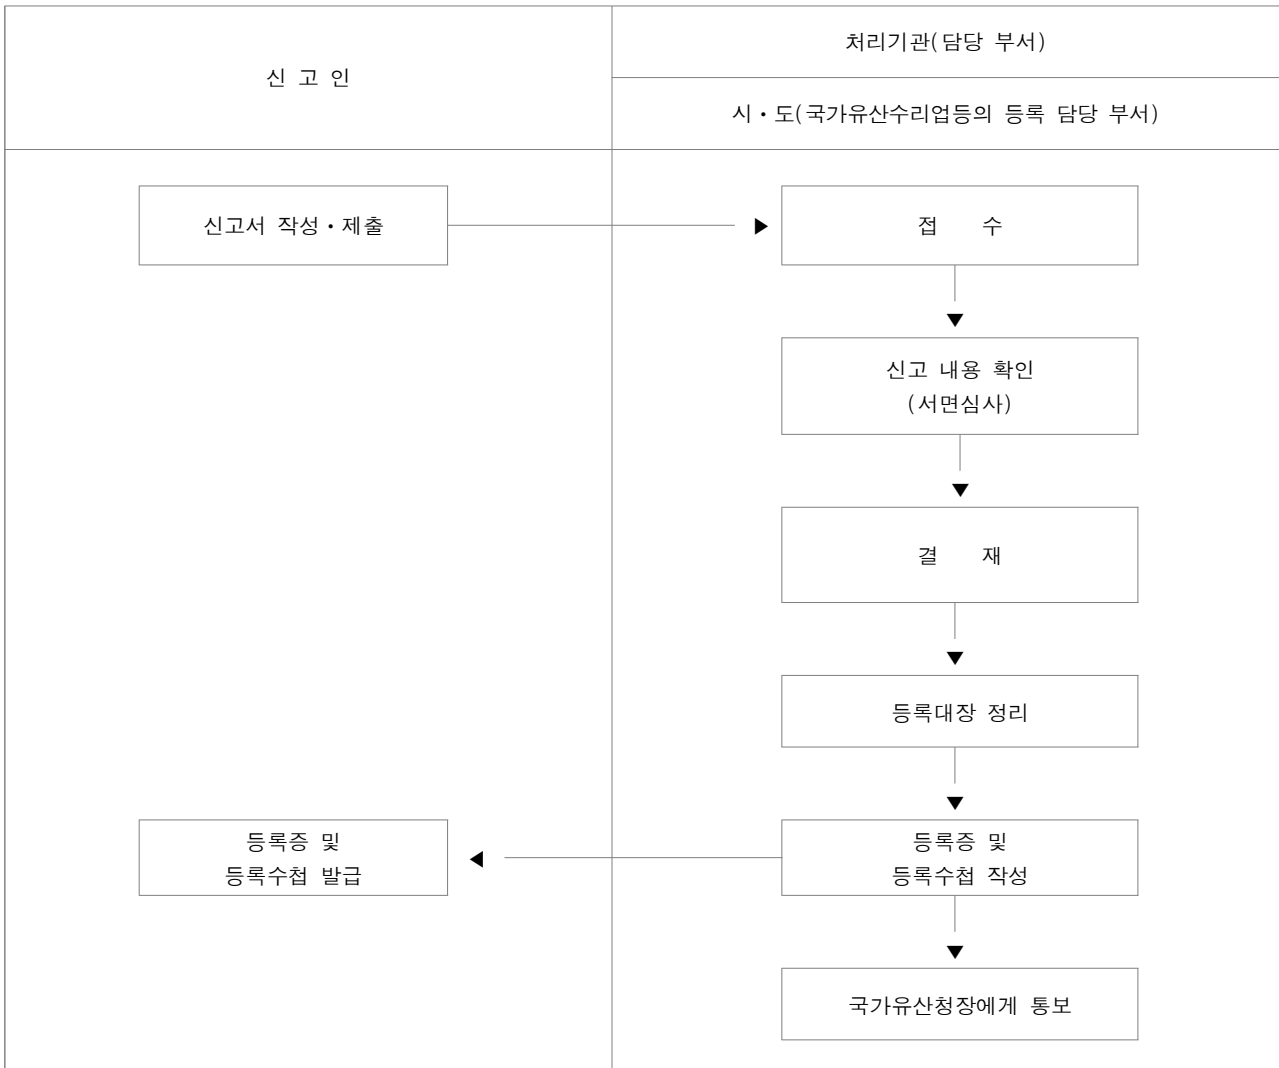 신 고 인
처리기관(담당 부서)
시・도(국가유산수리업등의 등록 담당 부서)
신고서 작성・제출
접 수
신고 내용 확인
(서면심사)
결 재
등록대장 정리
등록증 및
등록수첩 발급
등록증 및
등록수첩 작성
국가유산청장에게 통보